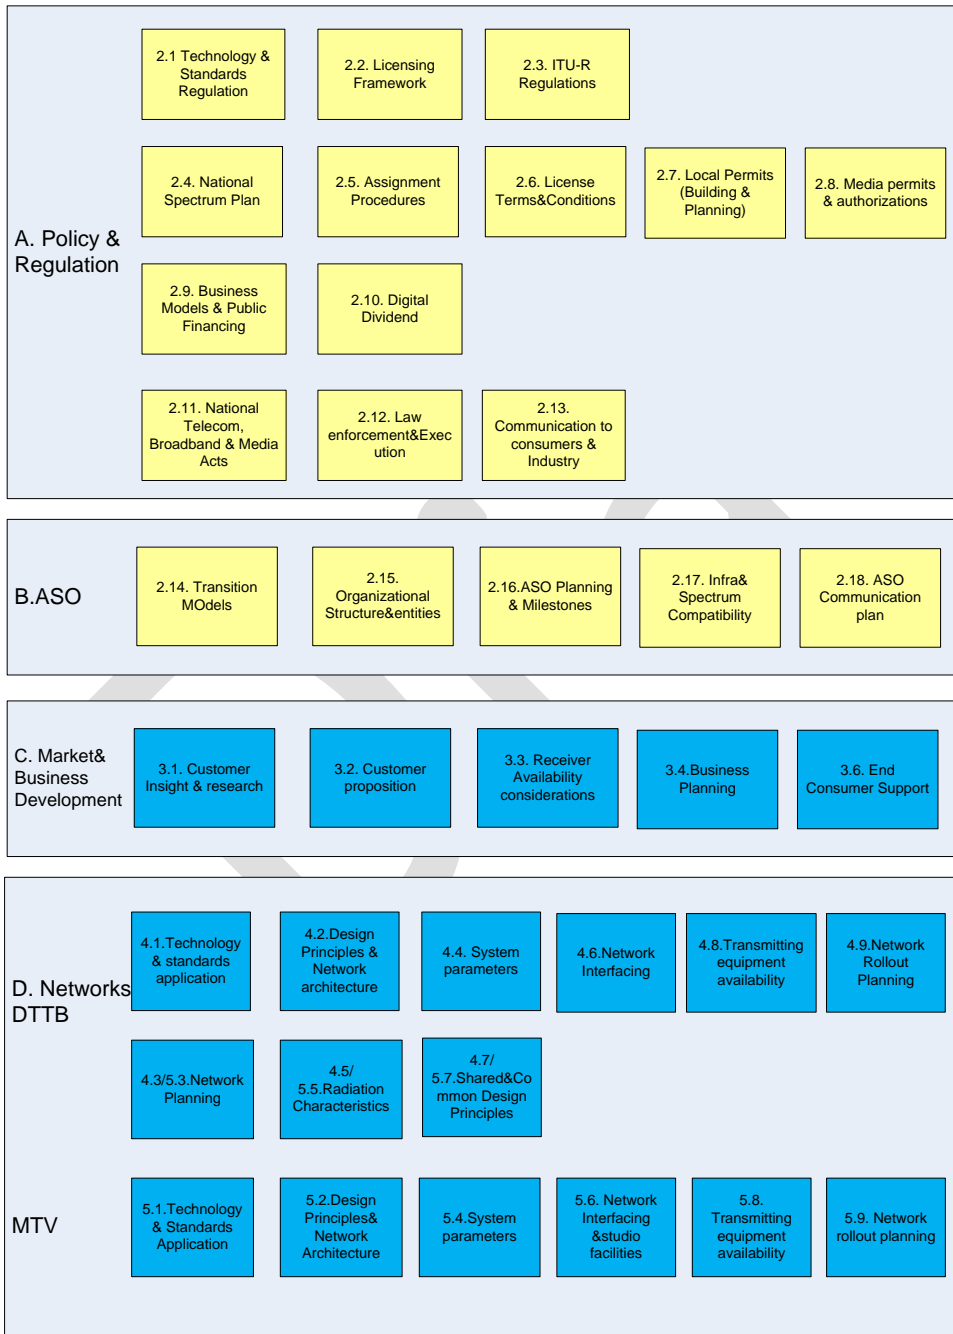 2.1 Technology &
Standards
Regulation
2.2. Licensing
Framework
2.3. ITU-R
Regulations
2.4. National
Spectrum Plan
2.5. Assignment
Procedures
2.6. License
Terms&Conditions
2.7. Local Permits
(Building &
Planning)
2.8. Media permits
& authorizations
A. Policy &
Regulation
2.9. Business
Models & Public
Financing
2.10. Digital
Dividend
2.11. National
Telecom,
Broadband & Media
Acts
2.12. Law
enforcement&Exec
ution
2.13.
Communication to
consumers &
Industry
B.ASO
2.14. Transition
MOdels
2.15.
Organizational
Structure&entities
2.16.ASO Planning
& Milestones
2.17. Infra&
Spectrum
Compatibility
2.18. ASO
Communication
plan
C. Market&
Business
Development
3.1. Customer
Insight & research
3.2. Customer
proposition
3.3. Receiver
Availability
considerations
3.4.Business
Planning
3.6. End
Consumer Support
D. Networks
DTTB
4.1.Technology
& standards
application
4.2.Design
Principles &
Network
architecture
4.4. System
parameters
4.6.Network
Interfacing
4.8.Transmitting
equipment
availability
4.9.Network
Rollout
Planning
4.3/5.3.Network
Planning
4.5/
5.5.Radiation
Characteristics
4.7/
5.7.Shared&Co
mmon Design
Principles
MTV
5.1.Technology
& Standards
Application
5.2.Design
Principles&
Network
Architecture
5.4.System
parameters
5.6. Network
Interfacing
&studio
facilities
5.8.
Transmitting
equipment
availability
5.9. Network
rollout planning